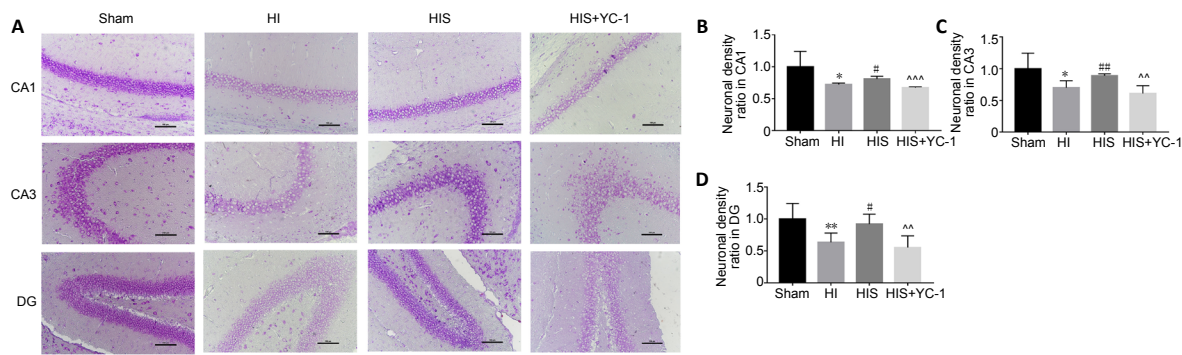 A
Sham
HI
HIS
HIS+YC-1
CA1
CA3
DG
B
Neuronal density
ratio in CA1
1.5
1.0
0.5
0
*
#
^^^
Sham
HI
HIS
HIS+YC-1
C
Neuronal density
ratio in CA3
1.5
1.0
0.5
0
*
##
^^
Sham
HI
HIS
HIS+YC-1
D
Neuronal density
ratio in DG
1.5
1.0
0.5
0
**
#
^^
Sham
HI
HIS
HIS+YC-1